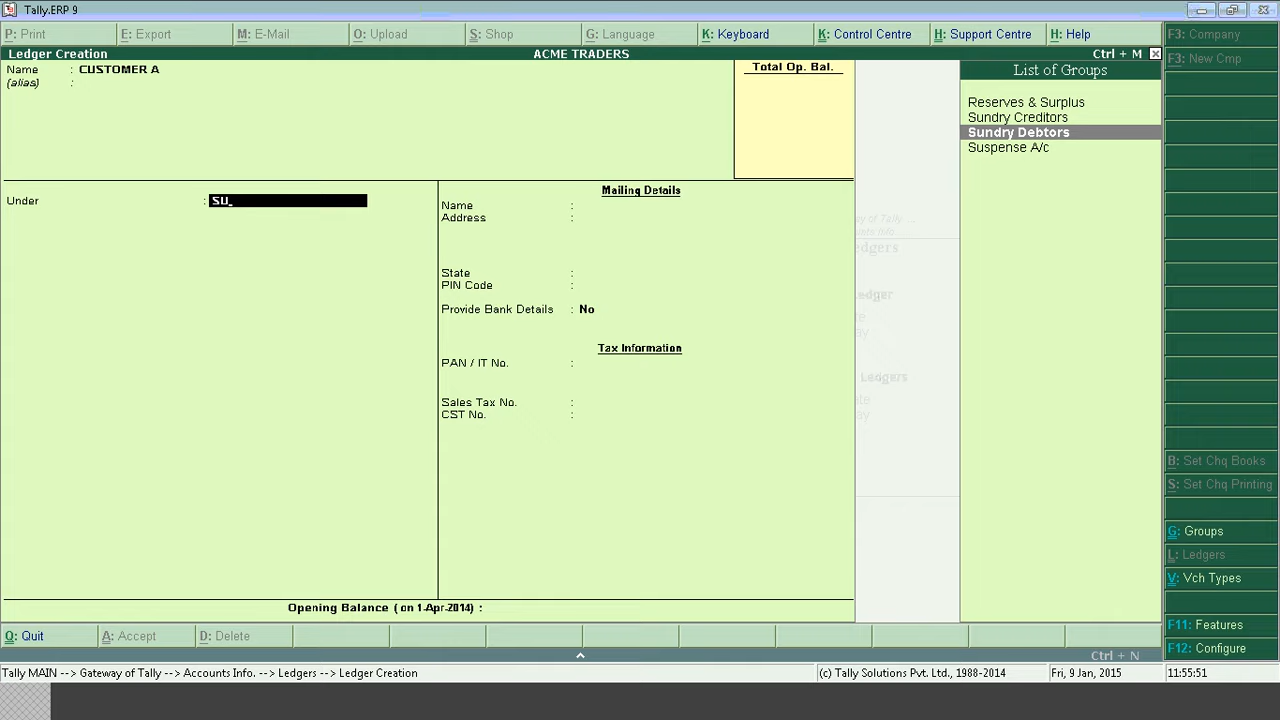 Tally.ERP 9
P: Print E: Export M: E-Mail O: Upload S: Shop G: Language K: Keyboard K: Control Centre H: Support Centre H: Help F3: Company
Ledger Creation ACME TRADERS Ctrl + M
F3: New Cmp
Name : CUSTOMER A
(alias) :
Total Op. Bal.
List of Groups
Reserves & Surplus
Sundry Creditors
Sundry Debtors
Suspense A/c
Under : SU
Mailing Details
Name :
Address :
State :
PIN Code :
Provide Bank Details : No
Tax Information
PAN / IT No. :
Sales Tax No. :
CST No. :
Opening Balance ( on 1-Apr-2014) :
B: Set Chq Books
S: Set Chq Printing
G: Groups
L: Ledgers
V: Vch Types
F11: Features
F12: Configure
Q: Quit A: Accept D: Delete
Ctrl + N
Tally MAIN --> Gateway of Tally --> Accounts Info. --> Ledgers --> Ledger Creation (c) Tally Solutions Pvt. Ltd., 1988-2014 Fri, 9 Jan, 2015 11:55:51